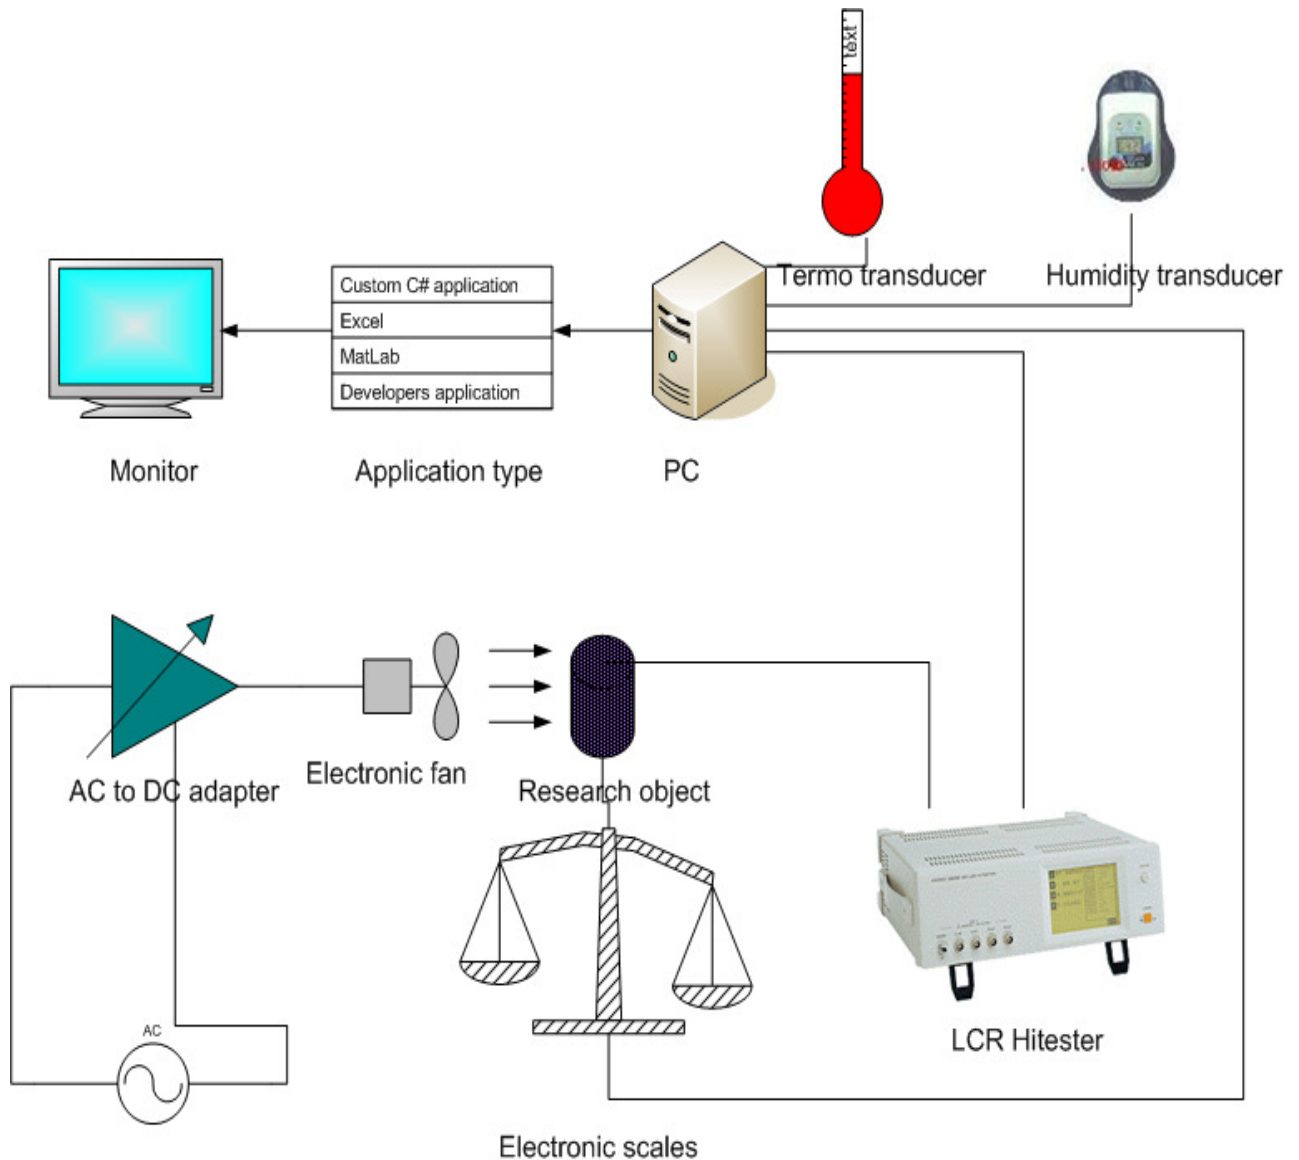 text
Termo transducer
Humidity transducer
Custom C# application
Excel
MatLab
Developers application
Monitor
Application type
PC
AC to DC adapter
Electronic fan
Research object
AC
LCR Hitester
Electronic scales